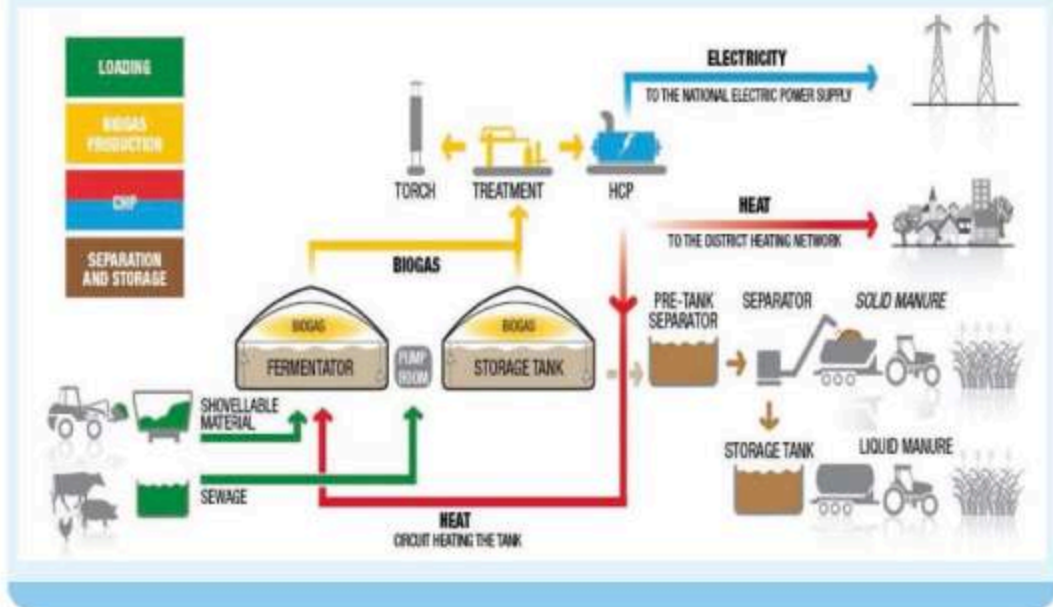 LOADING
BIOGAS
PRODUCTION
CHP
SEPARATION
AND STORAGE
ELECTRICITY
TO THE NATIONAL ELECTRIC POWER SUPPLY
TORCH
TREATMENT
HCP
HEAT
TO THE DISTRICT HEATING NETWORK
BIOGAS
BIOGAS
FERMENTATOR
PUMP
ROOM
BIOGAS
STORAGE TANK
PRE-TANK
SEPARATOR
SEPARATOR
SOLID MANURE
SHOVELLABLE
MATERIAL
SEWAGE
STORAGE TANK
LIQUID MANURE
HEAT
CIRCUIT HEATING THE TANK